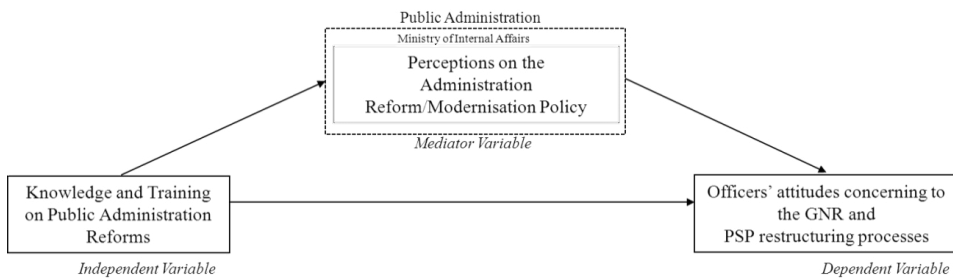 Public Administration
Ministry of Internal Affairs
Perceptions on the
Administration
Reform/Modernisation Policy
Mediator Variable
Knowledge and Training
on Public Administration
Reforms
Independent Variable
Officers' attitudes concerning to
the GNR and
PSP restructuring processes
Dependent Variable